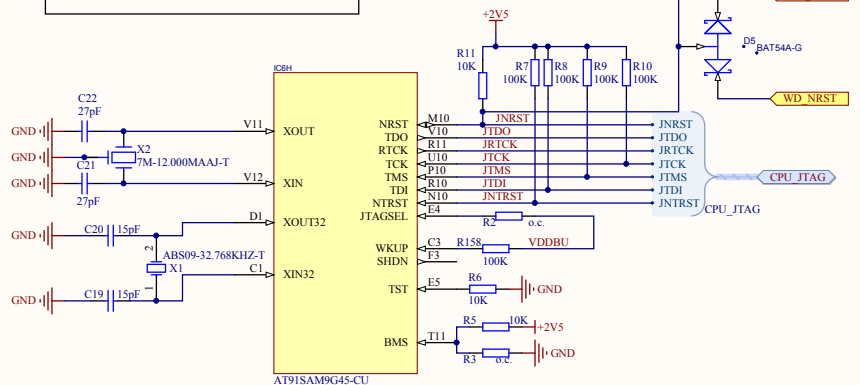 +2V5
D5
BAT54A-G
WD_NRST
R11
10K
R7
100K
R8
100K
R9
100K
R10
100K
IC6H
C22
27pF
GND
V11
XOUT
GND
X2
7M-12.000MAAJ-T
C21
GND
V12
XIN
27pF
D1
XOUT32
GND
C20
15pF
2
ABS09-32.768KHZ-T
X1
C1
XIN32
1
GND
C19
15pF
NRST
M10
JNRST
JNRST
TDO
V10
JTDO
JTDO
RTCK
R11
JRTCK
JRTCK
TCK
U10
JTCK
JTCK
TMS
P10
JTMS
JTMS
CPU_JTAG
TDI
R10
JTDI
JTDI
NTRST
N10
JNTRST
JNTRST
CPU_JTAG
JTAGSEL
E4
R2
o.c.
WKUP
C3
R158
VDDBU
100K
SHDN
F3
TST
E5
R6
10K
GND
R5
10K
+2V5
BMS
T11
R3
o.c.
GND
AT91SAM9G45-CU